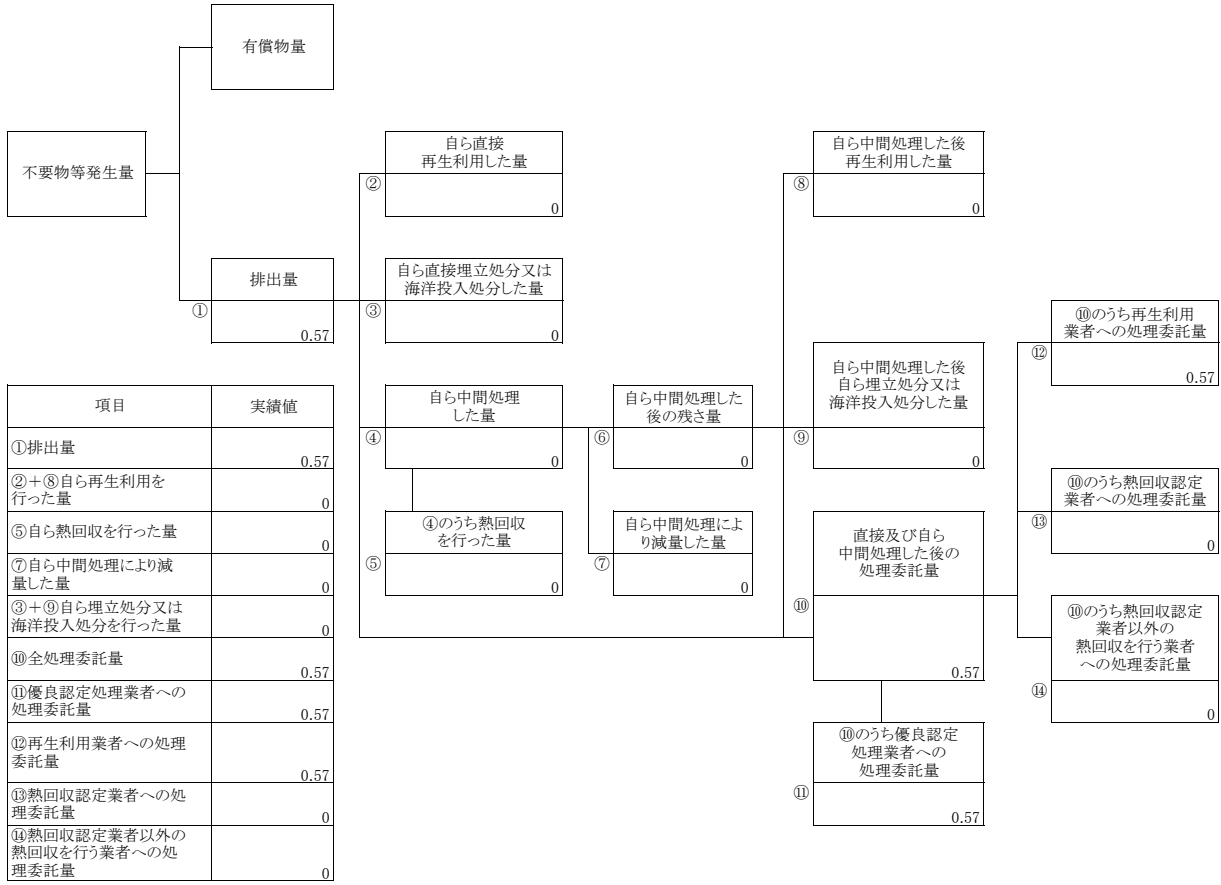 有償物量
不要物等発生量
自ら直接
再生利用した量
②
0
自ら中間処理した後
再生利用した量
⑧
0
排出量
①
0.57
自ら直接埋立処分又は
海洋投入処分した量
③
0
⑩のうち再生利用
業者への処理委託量
⑫
0.57
自ら中間処理
した量
④
0
自ら中間処理した
後の残さ量
⑥
0
自ら中間処理した後
自ら埋立処分又は
海洋投入処分した量
⑨
0
⑩のうち熱回収認定
業者への処理委託量
⑬
0
④のうち熱回収
を行った量
⑤
0
自ら中間処理によ
り減量した量
⑦
0
直接及び自ら
中間処理した後の
処理委託量
⑩
0.57
⑩のうち熱回収認定
業者以外の
熱回収を行う業者
への処理委託量
⑭
0
⑩のうち優良認定
処理業者への
処理委託量
⑪
0.57
項目 実績値
①排出量 0.57
②＋⑧自ら再生利用を
行った量 0
⑤自ら熱回収を行った量 0
⑦自ら中間処理により減
量した量 0
③＋⑨自ら埋立処分又は
海洋投入処分を行った量 0
⑩全処理委託量 0.57
⑪優良認定処理業者への
処理委託量 0.57
⑫再生利用業者への処理
委託量 0.57
⑬熱回収認定業者への処
理委託量 0
⑭熱回収認定業者以外の
熱回収を行う業者への処
理委託量 0